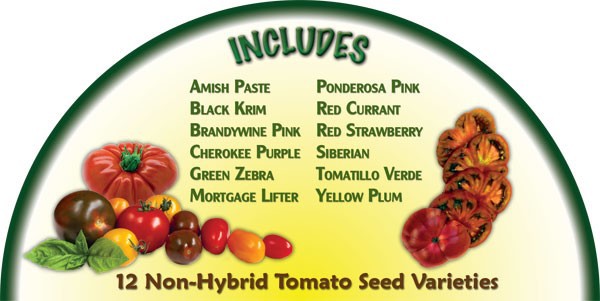 INCLUDES
AMISH PASTE
BLACK KRIM
BRANDYWINE PINK
CHEROKEE PURPLE
GREEN ZEBRA
MORTGAGE LIFTER
PONDEROSA PINK
RED CURRANT
RED STRAWBERRY
SIBERIAN
TOMATILLO VERDE
YELLOW PLUM
12 Non-Hybrid Tomato Seed Varieties